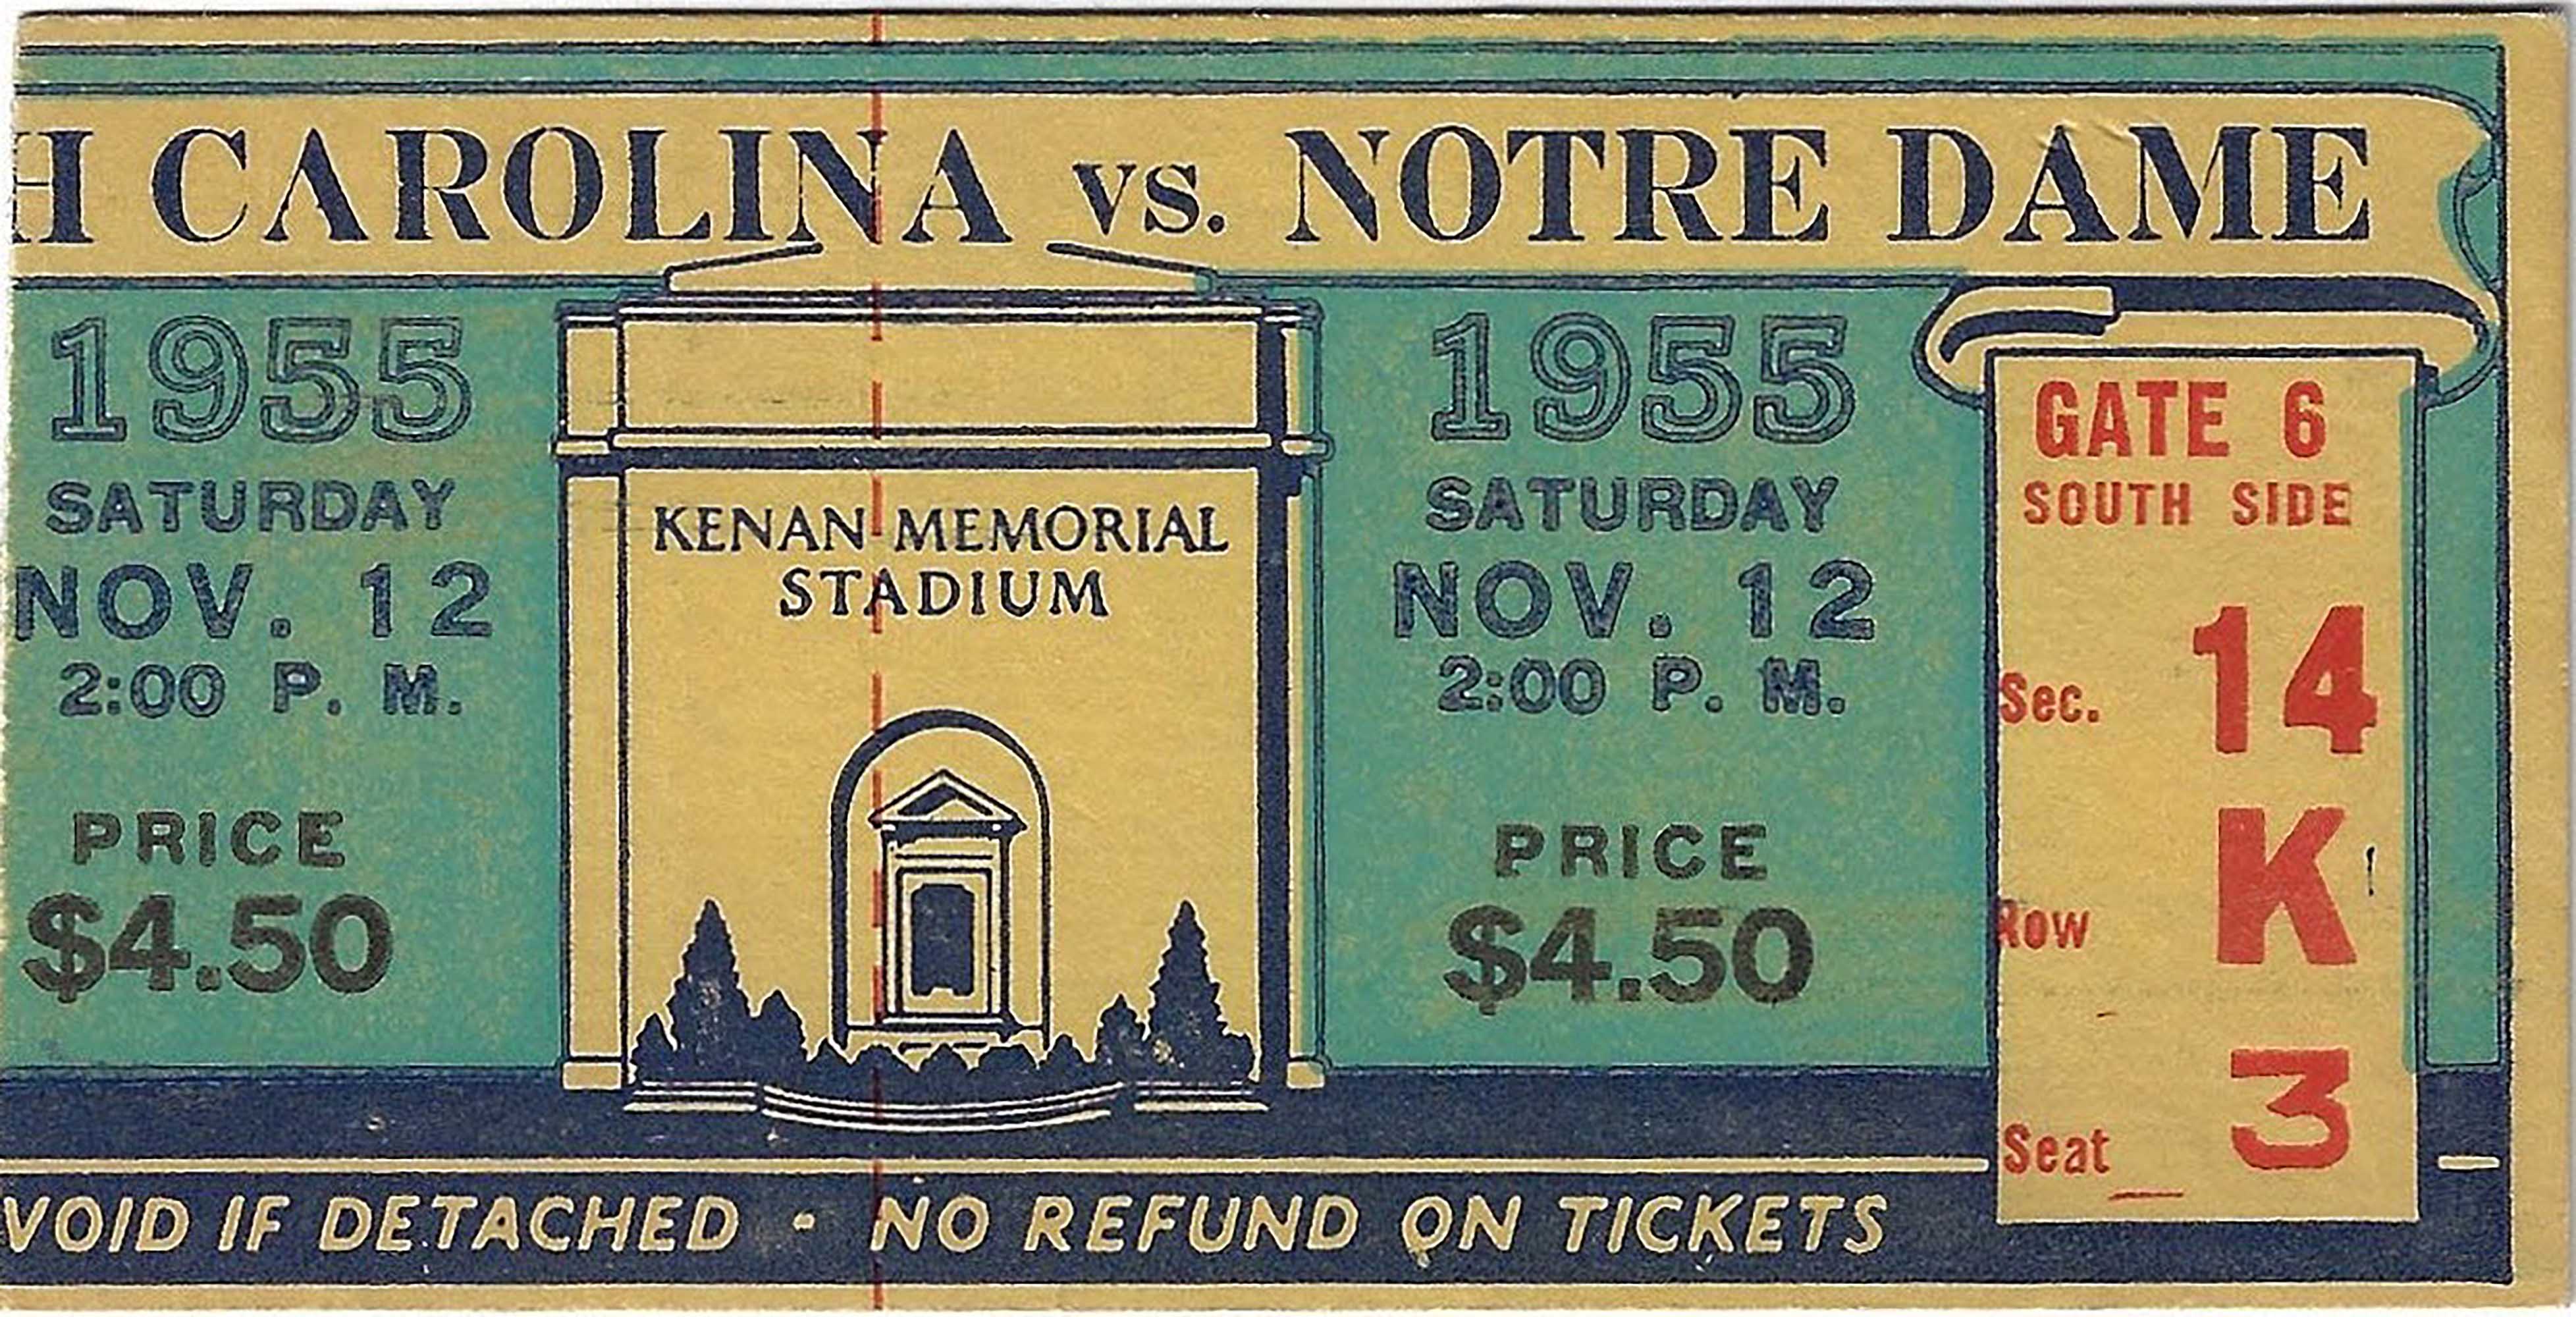 H CAROLINA vs. NOTRE DAME
1955
SATURDAY
NOV. 12
2:00 P. M.
PRICE
$4.50
KENAN MEMORIAL
STADIUM
1955
SATURDAY
NOV. 12
2:00 P. M.
PRICE
$4.50
GATE 6
SOUTH SIDE
Sec. 14
Row K
Seat 3
VOID IF DETACHED · NO REFUND ON TICKETS